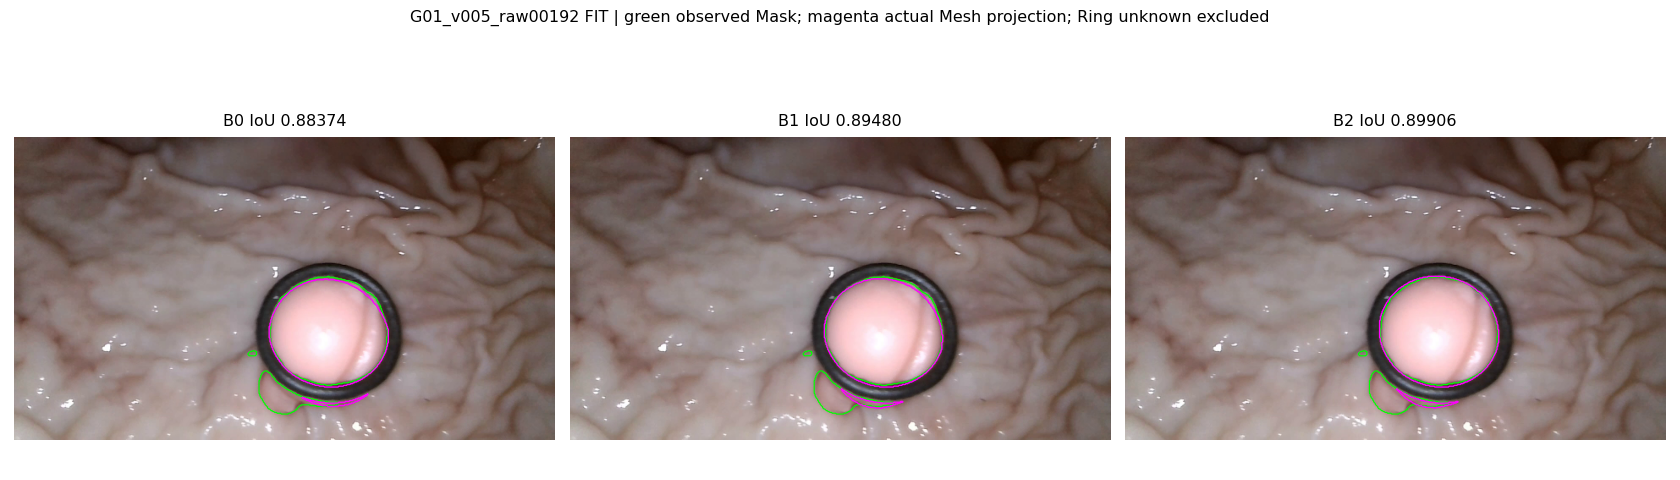 G01_v005_raw00192 FIT | green observed Mask; magenta actual Mesh projection; Ring unknown excluded
B0 IoU 0.88374
B1 IoU 0.89480
B2 IoU 0.89906